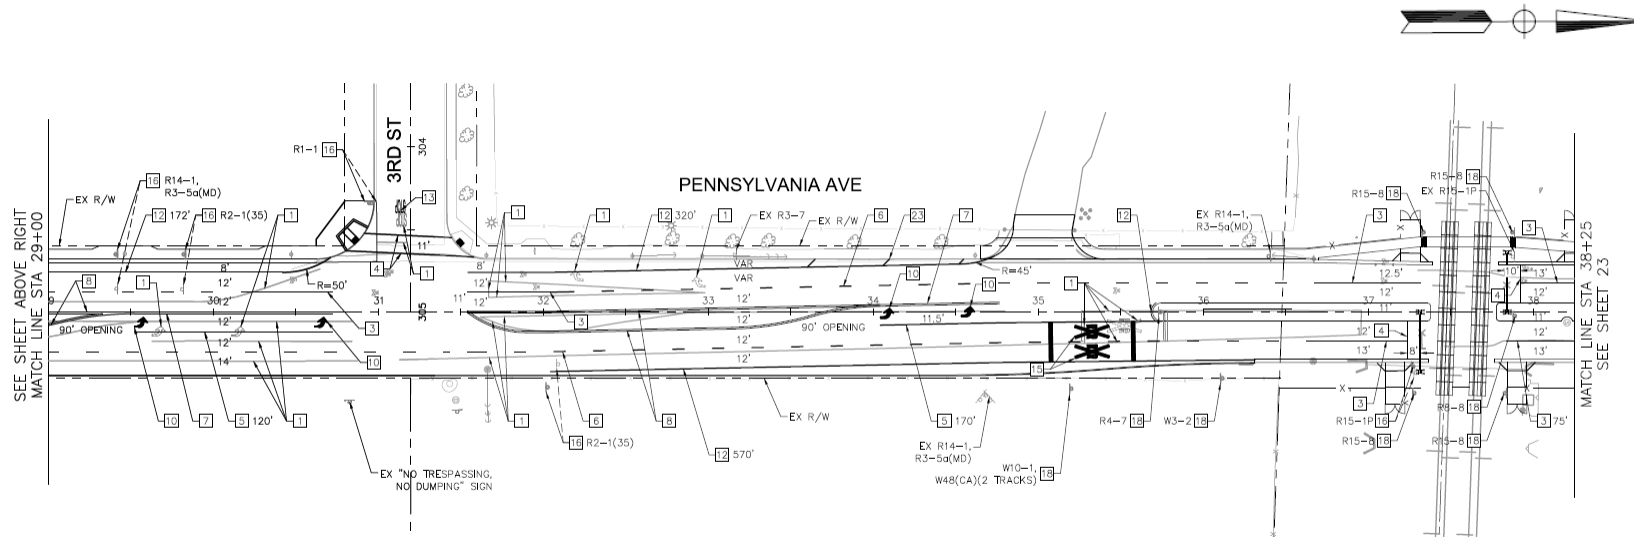 3RD ST
304
305
PENNSYLVANIA AVE
R1-1 16
16 R14-1,
R3-5a(MD)
EX R/W
12 172'
16 R2-1(35)
1
13
1
1
12 320'
1
EX R3-7
EX R/W
6
23
7
12
EX R14-1,
R3-5a(MD)
R15-8 18
R15-8 18
EX R15-1P
3
3
SEE SHEET ABOVE RIGHT
MATCH LINE STA 29+00
MATCH LINE STA 38+25
SEE SHEET 23
8
1
8'
12'
12'
R=50'
4
1
11'
8'
VAR
VAR
10
10
R=45'
1
12.5'
12'
11'
10'
13'
12'
11'
13'
4
9
30
31
32
33
34
35
36
37
38
90' OPENING
12'
12'
14'
3
10
11'
12'
12'
12'
12'
12'
3
90' OPENING
11.5'
15
12'
13'
4
8'
10
7
5 120'
1
1
6
8
EX R/W
5 170'
R4-7 18
W3-2 18
3
R15-1P 16
R15-8 18
R8-8 18
R15-8 18
3 75'
16 R2-1(35)
12 570'
EX R14-1,
R3-5a(MD)
W10-1,
W48(CA)(2 TRACKS) 18
EX "NO TRESPASSING,
NO DUMPING" SIGN